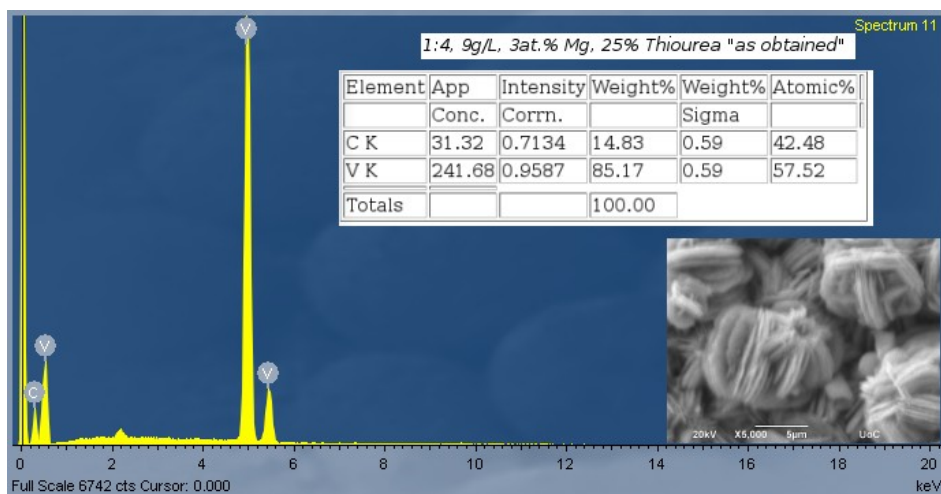 Spectrum 11
1:4, 9g/L, 3at.% Mg, 25% Thiourea "as obtained"
Element App Intensity Weight% Weight% Atomic%
Conc. Corrn. Sigma
C K 31.32 0.7134 14.83 0.59 42.48
V K 241.68 0.9587 85.17 0.59 57.52
Totals 100.00
V
V
C
V
20kV X5,000 5μm UoC
0 2 4 6 8 10 12 14 16 18 20
Full Scale 6742 cts Cursor: 0.000 keV